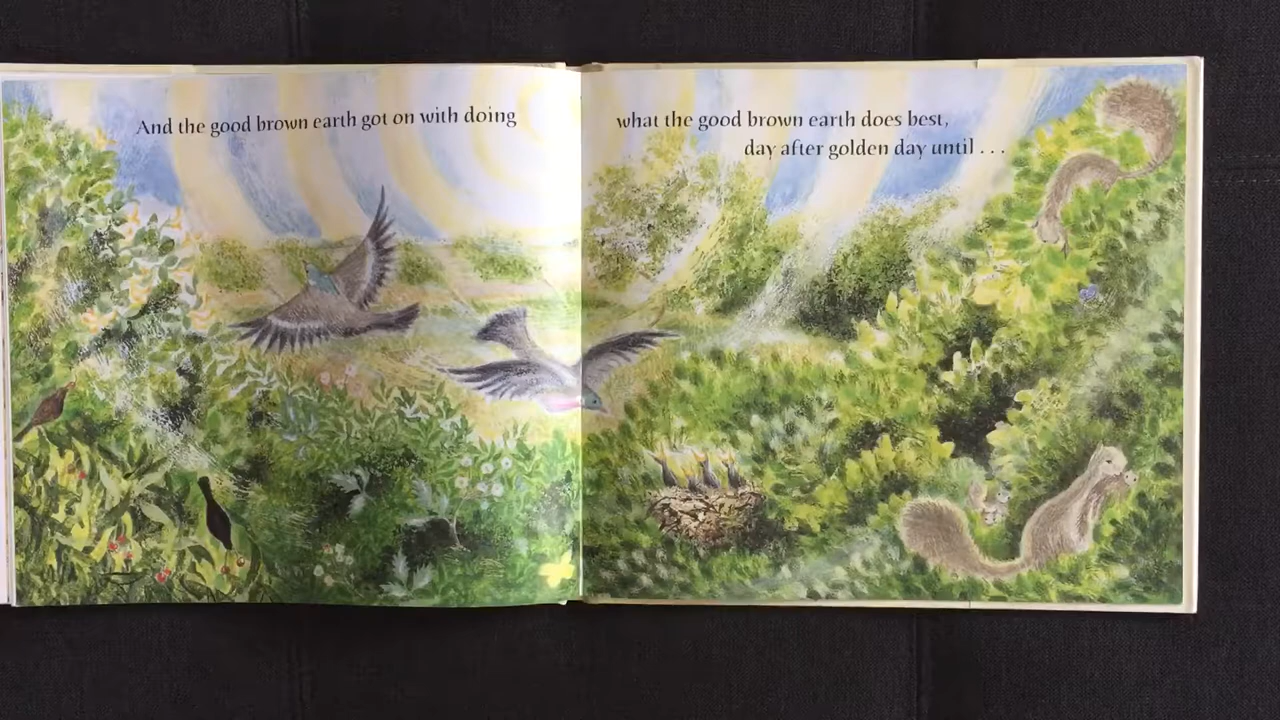 And the good brown earth got on with doing
what the good brown earth does best,
day after golden day until . . .